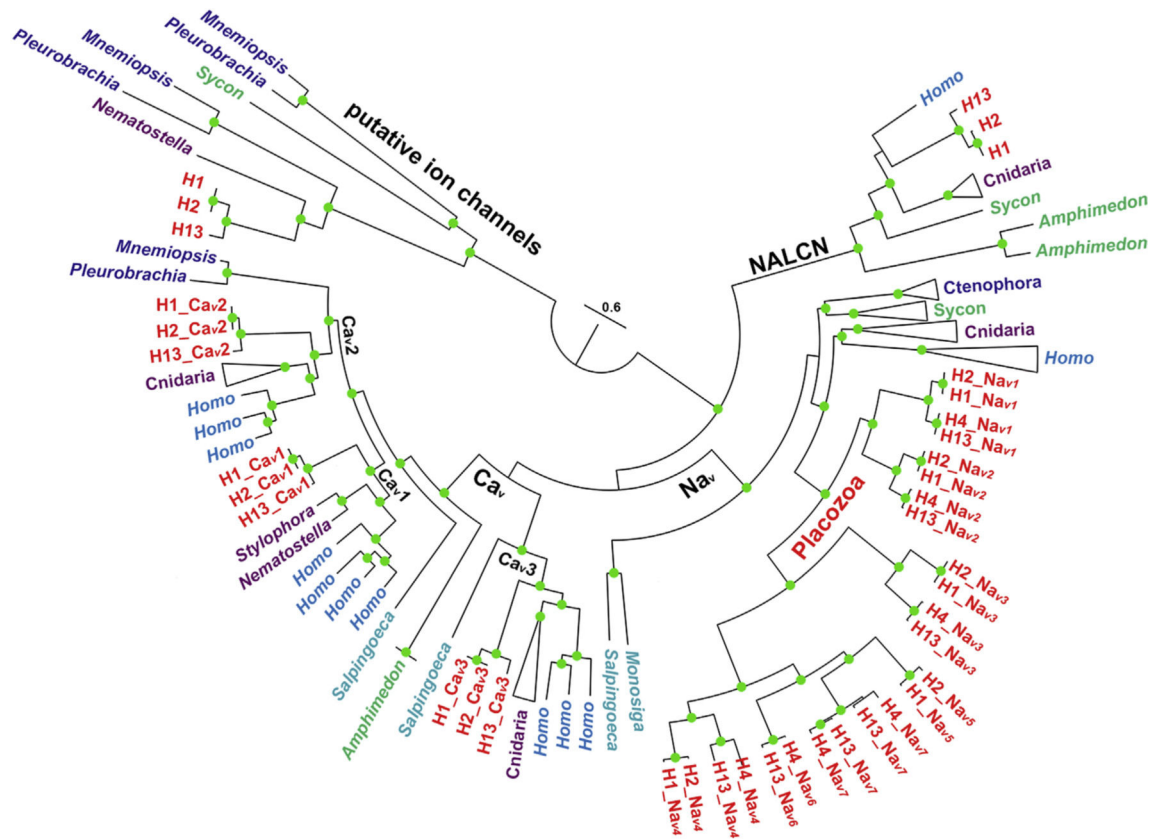 Mnemiopsis
Pleurobrachia
Sycon
Mnemiopsis
Pleurobrachia
Nematostella
putative ion channels
H1
H2
H13
Mnemiopsis
Pleurobrachia
H1_Cav2
H2_Cav2
H13_Cav2
Cav2
Cnidaria
Homo
Homo
Homo
H1_Cav1
H2_Cav1
H13_Cav1
Cav1
Stylophora
Nematostella
Homo
Homo
Homo
Homo
Salpingoeca
Amphimedon
Salpingoeca
Cav
Cav3
H1_Cav3
H2_Cav3
H13_Cav3
Cnidaria
Homo
Homo
Homo
Salpingoeca
Monosiga
0.6
NALCN
Homo
H13
H2
H1
Cnidaria
Sycon
Amphimedon
Amphimedon
Ctenophora
Sycon
Cnidaria
Homo
Nav
Placozoa
H2_Nav1
H1_Nav1
H4_Nav1
H13_Nav1
H2_Nav2
H1_Nav2
H4_Nav2
H13_Nav2
H2_Nav3
H1_Nav3
H4_Nav3
H13_Nav3
H2_Nav5
H1_Nav5
H4_Nav7
H13_Nav7
H13_Nav7
H4_Nav7
H4_Nav6
H13_Nav6
H4_Nav4
H13_Nav4
H2_Nav4
H1_Nav4